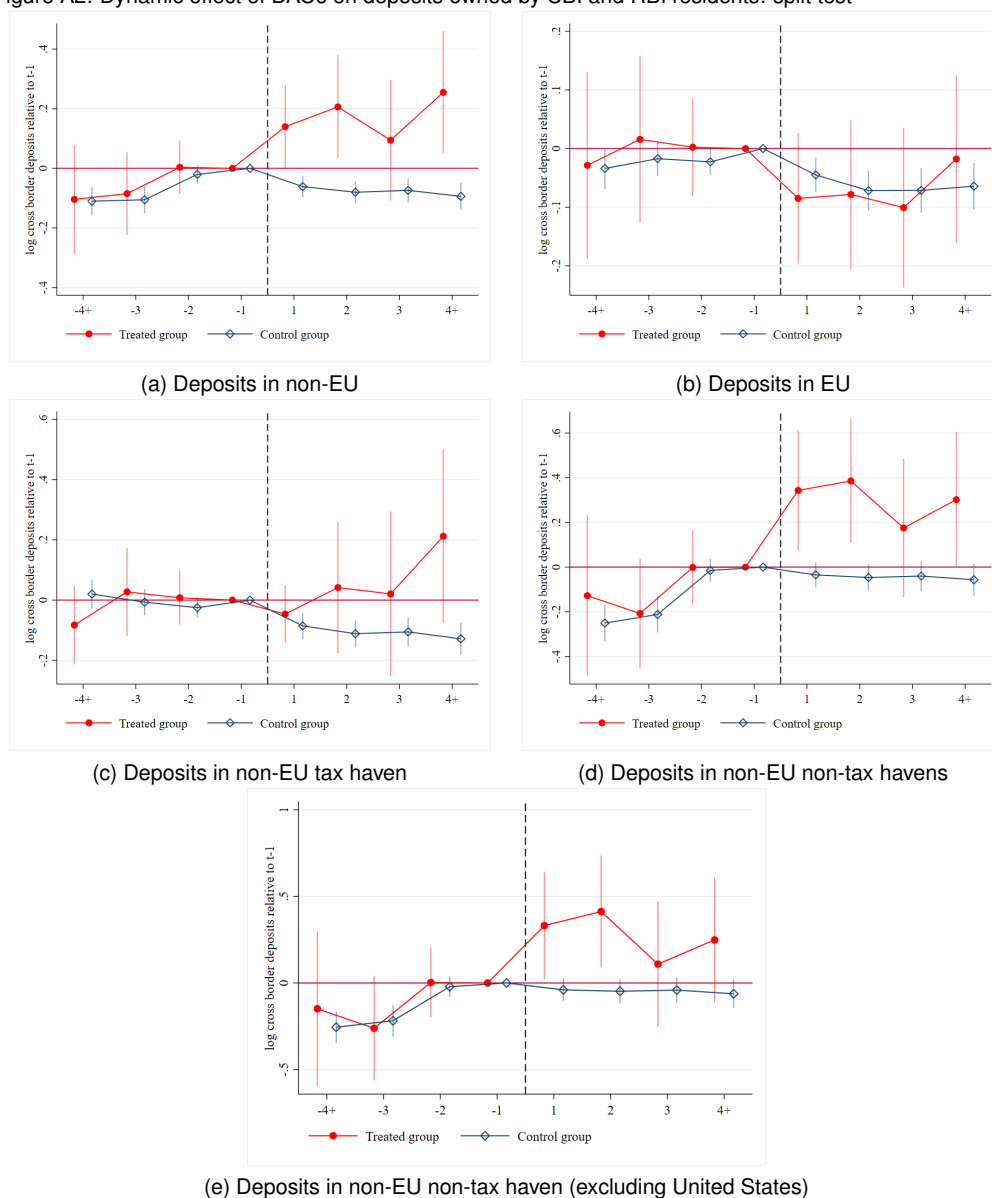 Figure A2: Dynamic effect of DAC6 on deposits owned by CBI and RBI residents: split test
log cross border deposits relative to t-1
.4
.2
0
-.2
-.4
-4+ -3 -2 -1 1 2 3 4+
Treated group Control group
(a) Deposits in non-EU
log cross border deposits relative to t-1
.2
.1
0
-.1
-.2
-4+ -3 -2 -1 1 2 3 4+
Treated group Control group
(b) Deposits in EU
log cross border deposits relative to t-1
.6
.4
.2
0
-.2
-4+ -3 -2 -1 1 2 3 4+
Treated group Control group
(c) Deposits in non-EU tax haven
log cross border deposits relative to t-1
.6
.4
.2
0
-.2
-.4
-4+ -3 -2 -1 1 2 3 4+
Treated group Control group
(d) Deposits in non-EU non-tax havens
log cross border deposits relative to t-1
1
.5
0
-.5
-4+ -3 -2 -1 1 2 3 4+
Treated group Control group
(e) Deposits in non-EU non-tax haven (excluding United States)